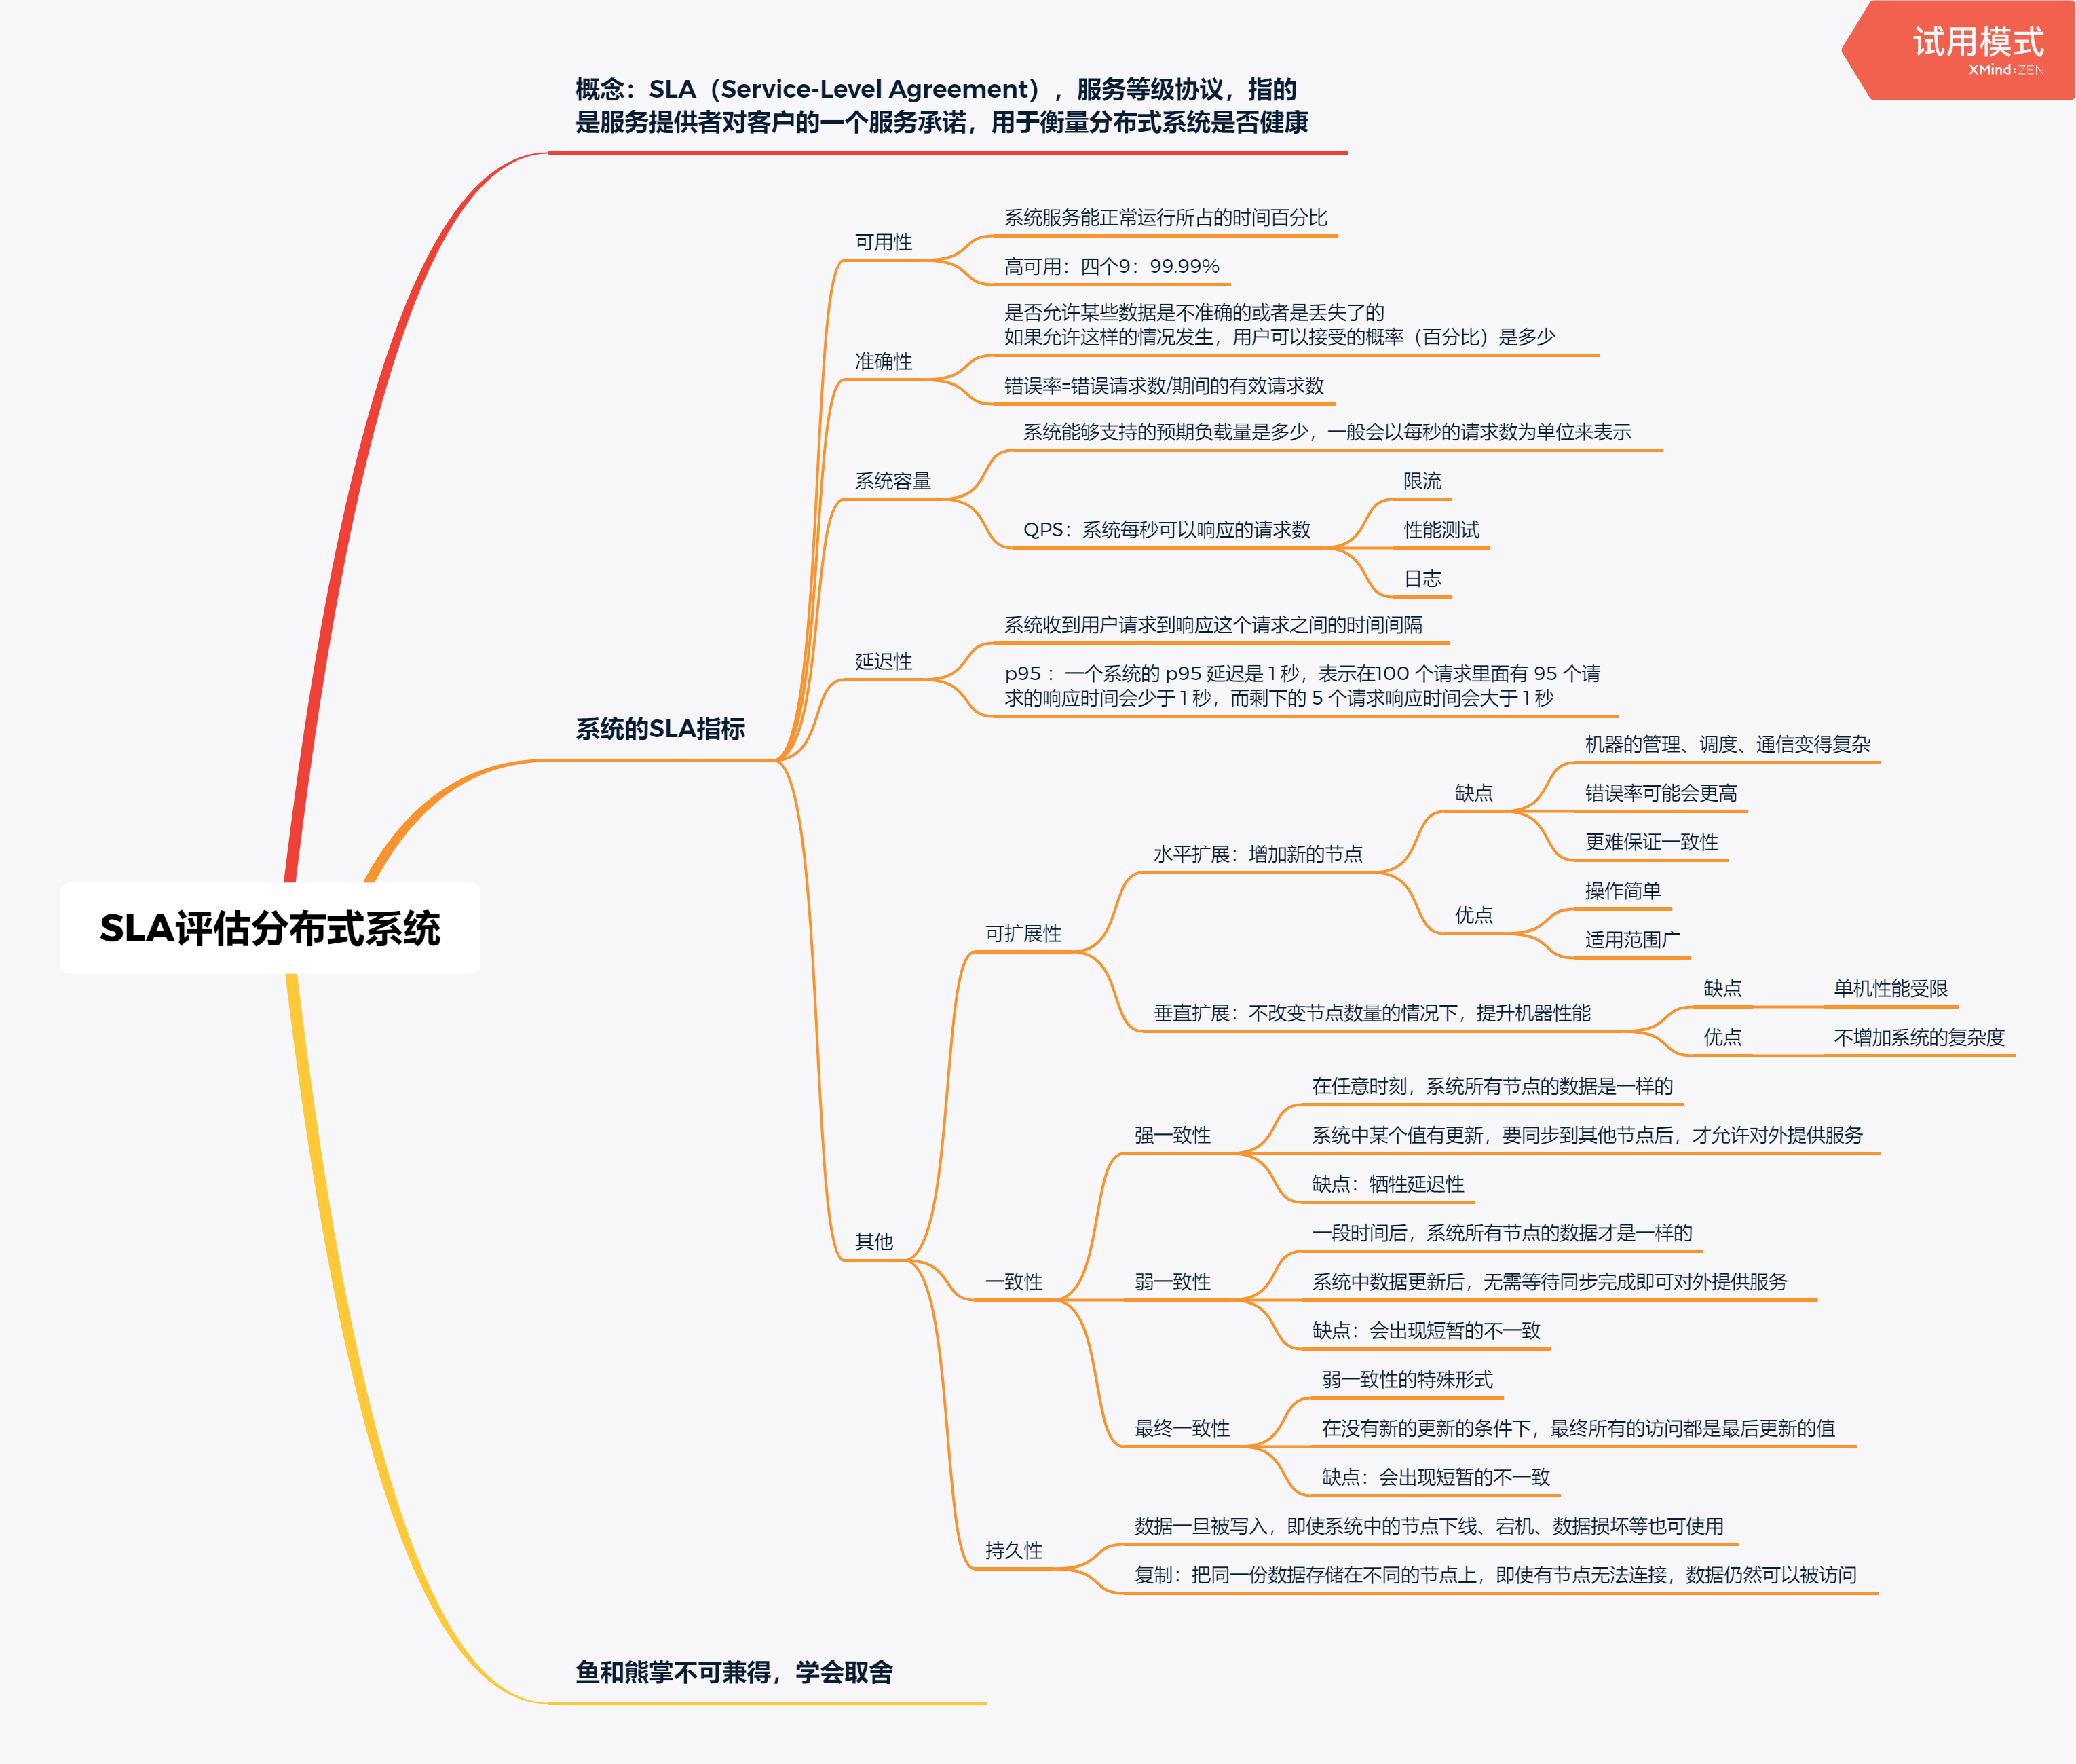 试用模式
XMind:ZEN
概念：SLA（Service-Level Agreement），服务等级协议，指的
是服务提供者对客户的一个服务承诺，用于衡量分布式系统是否健康
系统服务能正常运行所占的时间百分比
可用性
高可用：四个9：99.99%
是否允许某些数据是不准确的或者是丢失了的
如果允许这样的情况发生，用户可以接受的概率（百分比）是多少
准确性
错误率=错误请求数/期间的有效请求数
系统能够支持的预期负载量是多少，一般会以每秒的请求数为单位来表示
系统容量
限流
QPS：系统每秒可以响应的请求数
性能测试
日志
系统收到用户请求到响应这个请求之间的时间间隔
延迟性
p95 ：一个系统的 p95 延迟是 1 秒，表示在100 个请求里面有 95 个请
求的响应时间会少于 1 秒，而剩下的 5 个请求响应时间会大于 1 秒
系统的SLA指标
机器的管理、调度、通信变得复杂
缺点
错误率可能会更高
更难保证一致性
水平扩展：增加新的节点
操作简单
优点
适用范围广
可扩展性
SLA评估分布式系统
缺点
单机性能受限
垂直扩展：不改变节点数量的情况下，提升机器性能
优点
不增加系统的复杂度
在任意时刻，系统所有节点的数据是一样的
强一致性
系统中某个值有更新，要同步到其他节点后，才允许对外提供服务
缺点：牺牲延迟性
其他
一段时间后，系统所有节点的数据才是一样的
一致性
弱一致性
系统中数据更新后，无需等待同步完成即可对外提供服务
缺点：会出现短暂的不一致
弱一致性的特殊形式
最终一致性
在没有新的更新的条件下，最终所有的访问都是最后更新的值
缺点：会出现短暂的不一致
数据一旦被写入，即使系统中的节点下线、宕机、数据损坏等也可使用
持久性
复制：把同一份数据存储在不同的节点上，即使有节点无法连接，数据仍然可以被访问
鱼和熊掌不可兼得，学会取舍